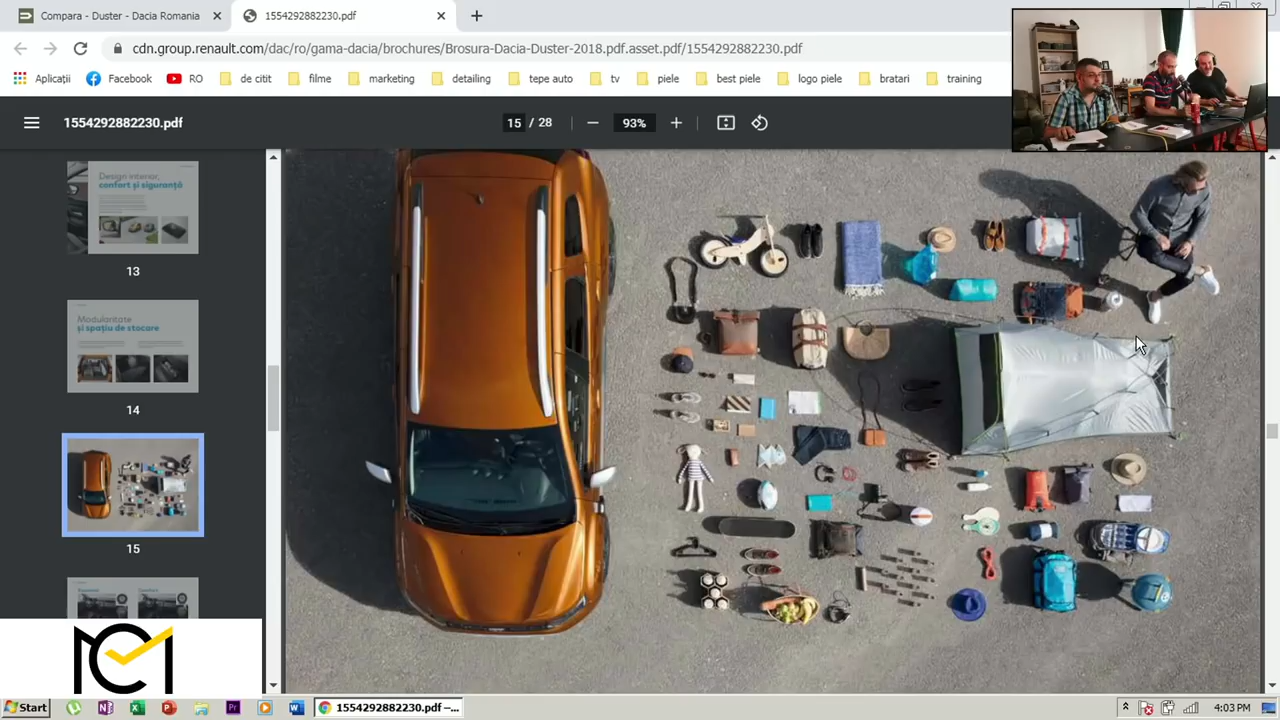 Compara - Duster - Dacia Romania
1554292882230.pdf
cdn.group.renault.com/dac/ro/gama-dacia/brochures/Brosura-Dacia-Duster-2018.pdf.asset.pdf/1554292882230.pdf
Aplicații
Facebook
RO
de citit
filme
marketing
detailing
tepe auto
tv
piele
best piele
logo piele
bratari
training
1554292882230.pdf
15 / 28
93%
Design interior,
confort și siguranță
13
Modularitate
și spațiu de stocare
14
15
Start
1554292882230.pdf —...
4:03 PM